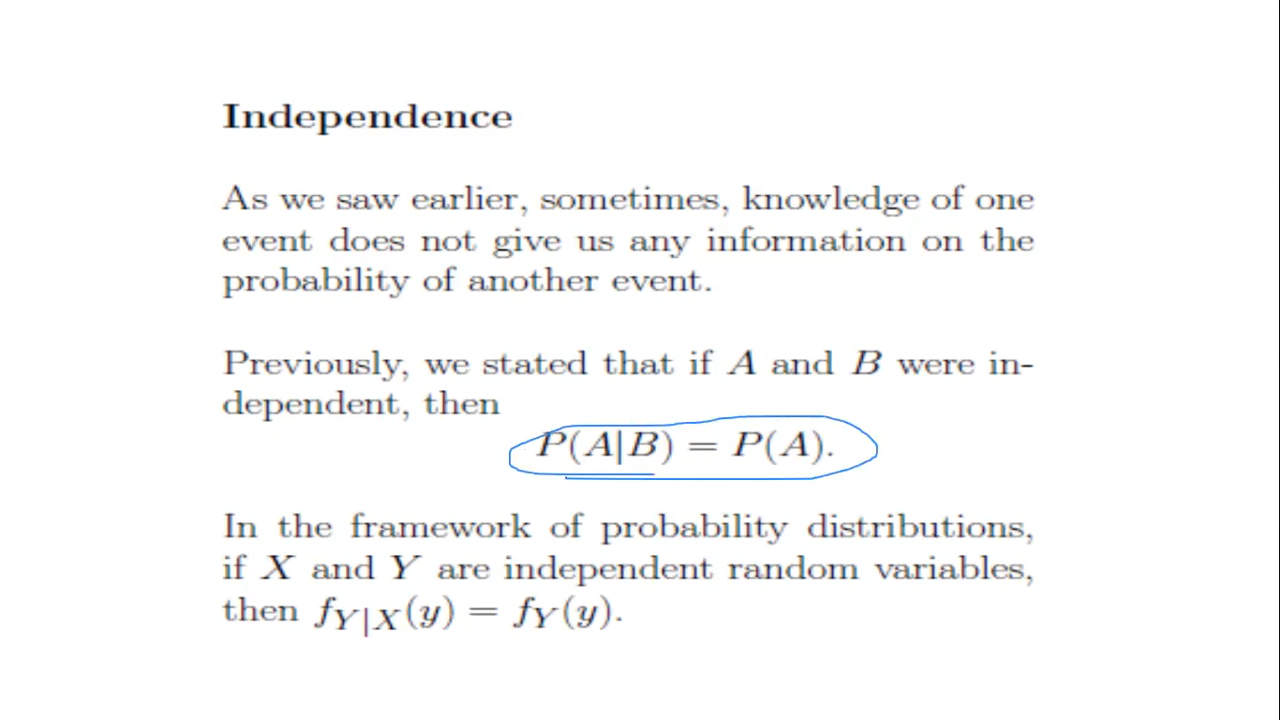 Independence
As we saw earlier, sometimes, knowledge of one
event does not give us any information on the
probability of another event.
Previously, we stated that if A and B were in-
dependent, then
P(A|B) = P(A).
In the framework of probability distributions,
if X and Y are independent random variables,
then f_{Y|X}(y) = f_Y(y).